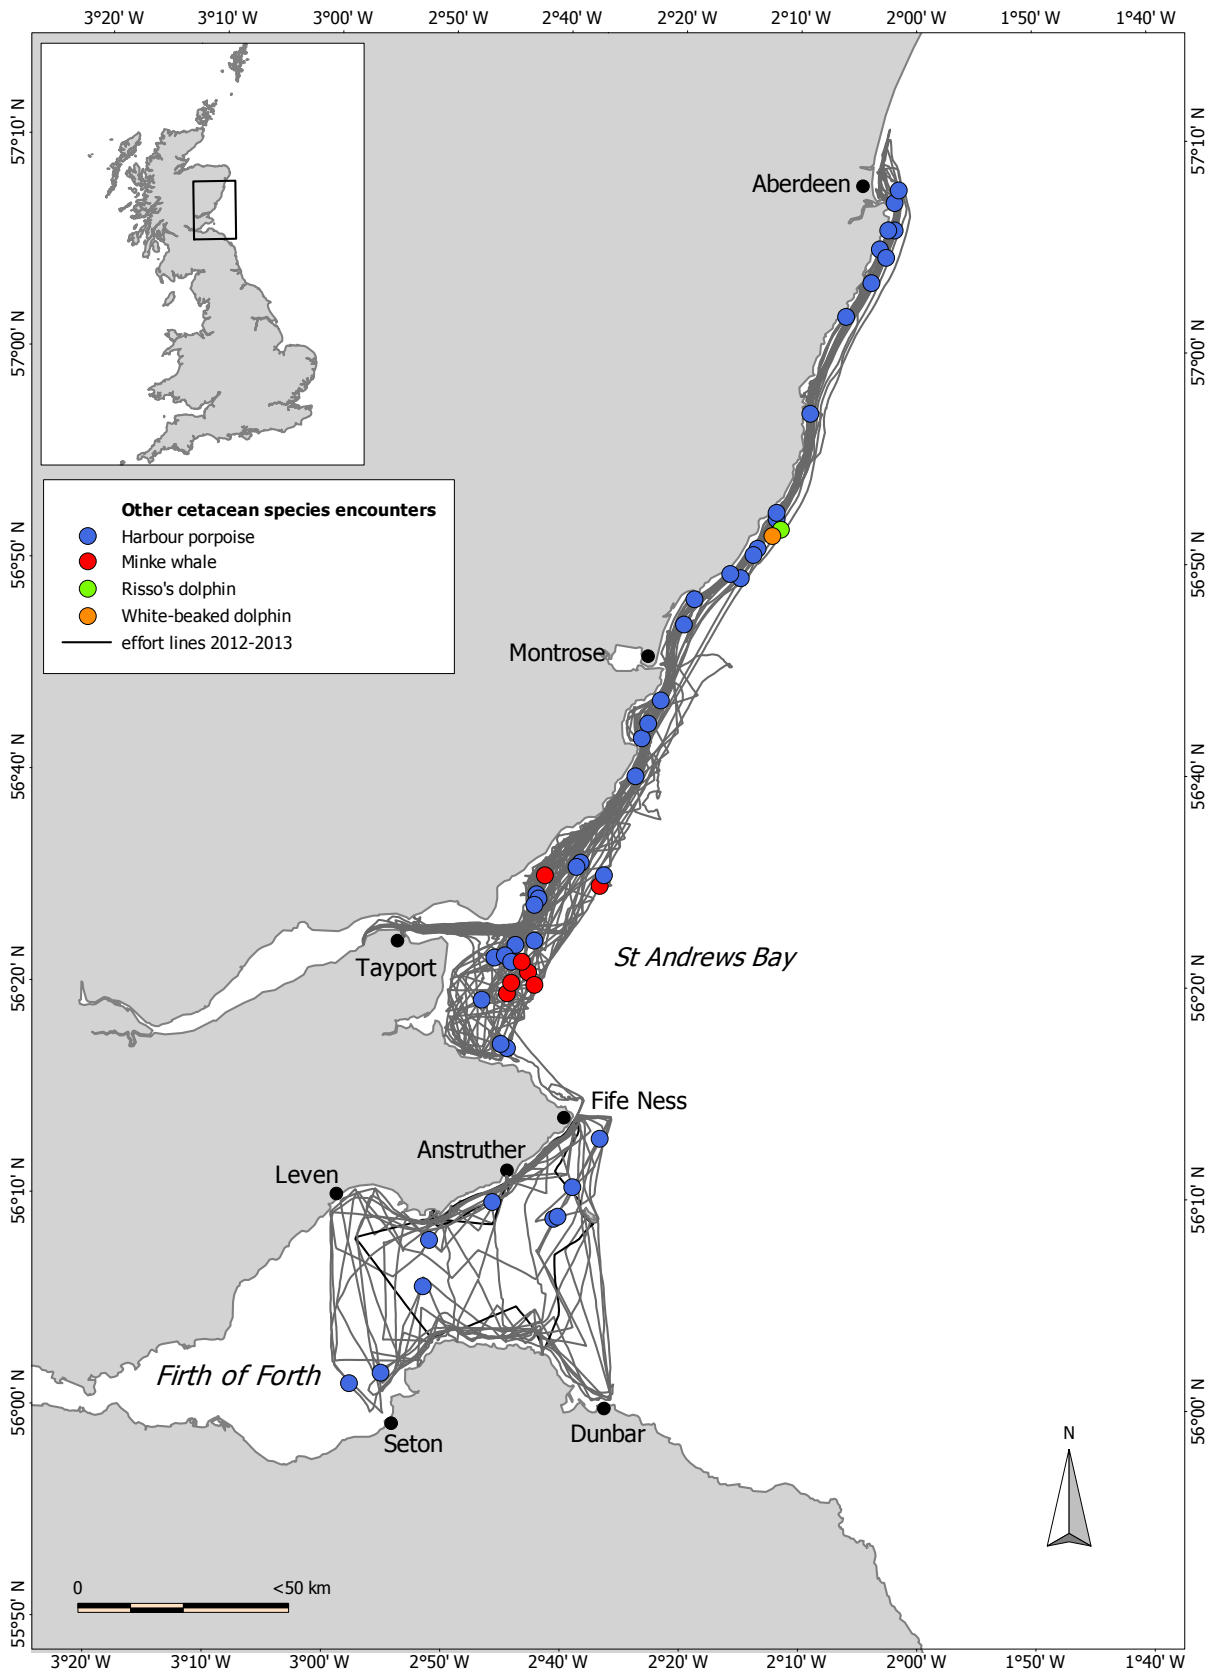 3°20' W 3°10' W 3°00' W 2°50' W 2°40' W 2°30' W 2°20' W 2°10' W 2°00' W 1°50' W 1°40' W
57°10' N
57°10' N
Aberdeen
57°00' N
57°00' N
Other cetacean species encounters
Harbour porpoise
Minke whale
Risso's dolphin
White-beaked dolphin
effort lines 2012-2013
56°50' N
56°50' N
Montrose
56°40' N
56°40' N
St Andrews Bay
Tayport
56°20' N
56°20' N
Fife Ness
Anstruther
Leven
56°10' N
56°10' N
Firth of Forth
56°00' N
56°00' N
Seton
Dunbar
N
0 <50 km
55°50' N
3°20' W 3°10' W 3°00' W 2°50' W 2°40' W 2°20' W 2°10' W 2°00' W 1°50' W 1°40' W